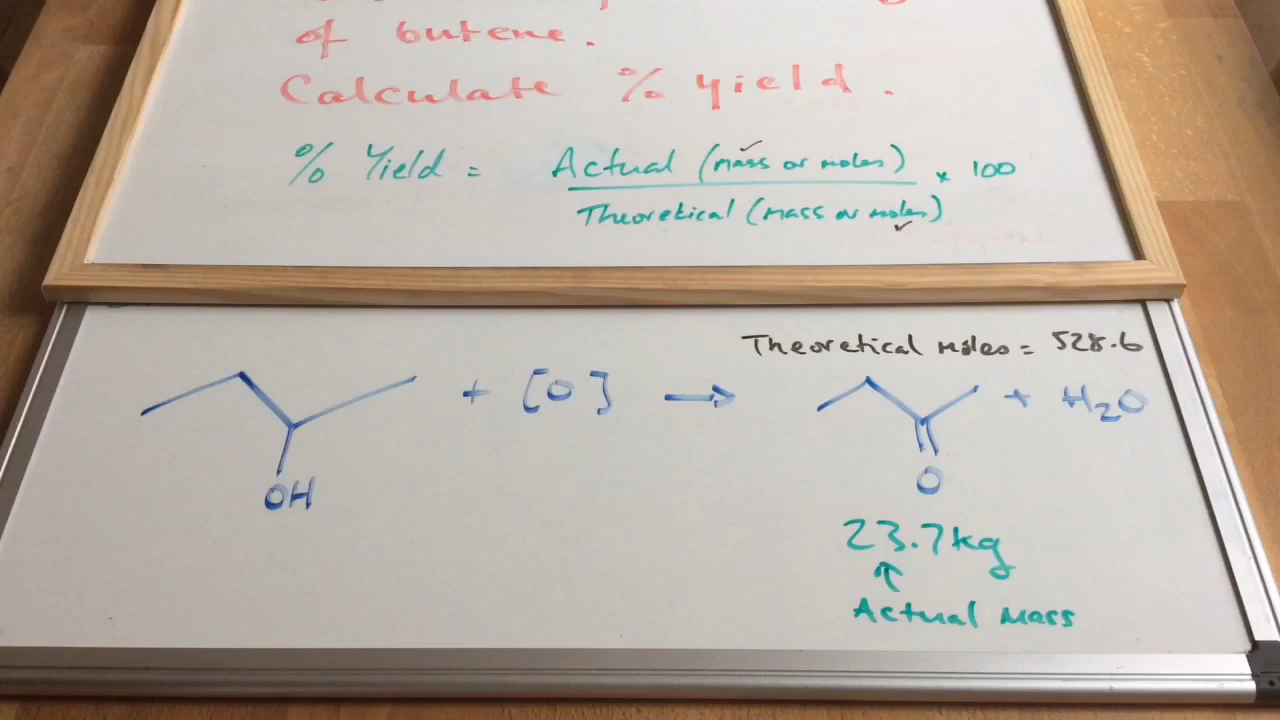 of butene.
Calculate % yield.
% Yield = Actual (mass or moles) / Theoretical (mass or moles) × 100
Theoretical moles = 528.6
+ [O] → + H₂O
OH
O
23.7kg
↑
Actual Mass